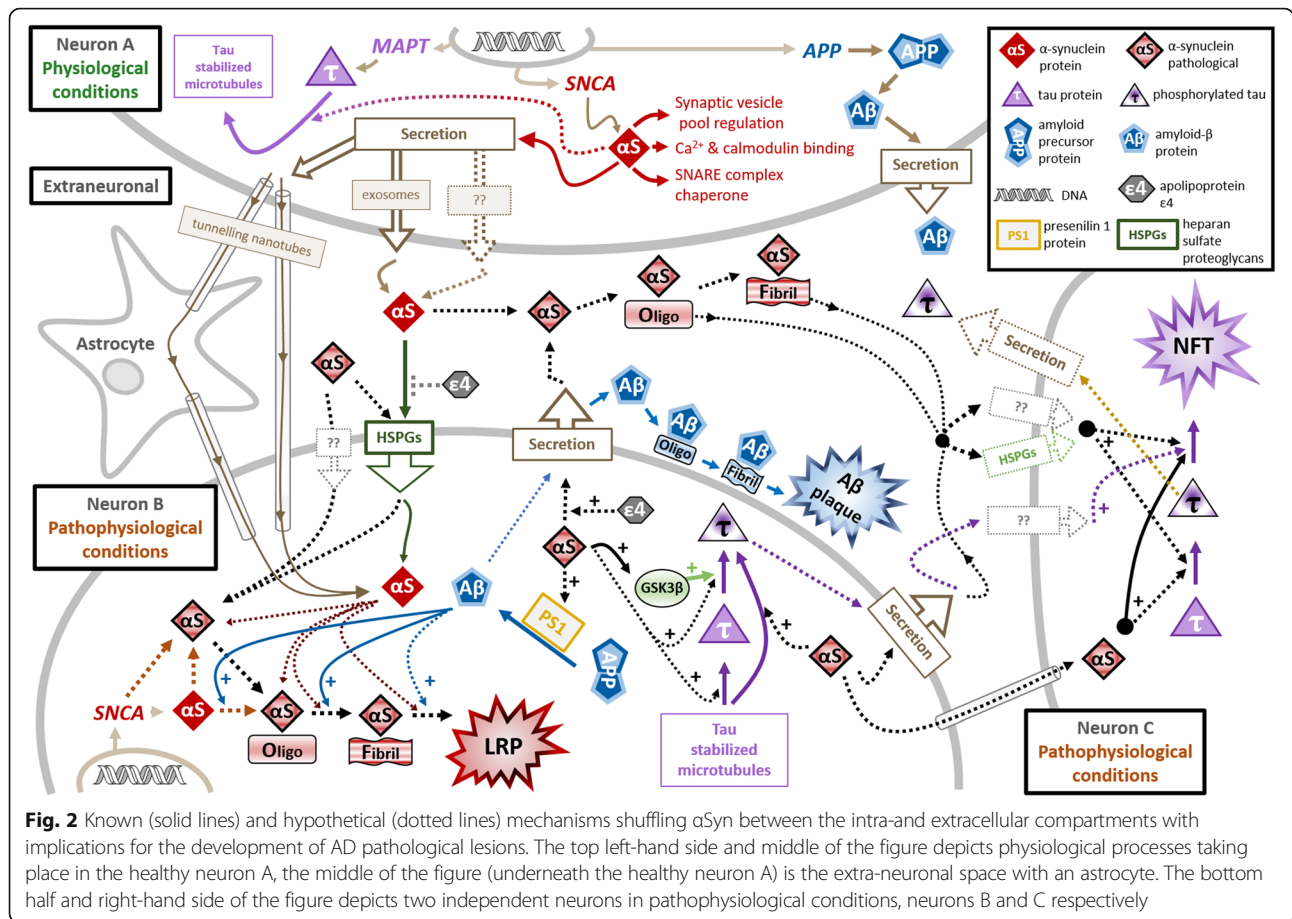 Neuron A
Physiological
conditions
Tau
stabilized
microtubules
MAPT
τ
SNCA
APP
APP
Aβ
Secretion
Aβ
Secretion
αS
Synaptic vesicle
pool regulation
Ca²⁺ & calmodulin binding
SNARE complex
chaperone
αS
α-synuclein
protein
αS
α-synuclein
pathological
τ
tau protein
τ
phosphorylated tau
APP
amyloid
precursor
protein
Aβ
amyloid-β
protein
DNA
ε4
apolipoprotein
ε4
PS1
presenilin 1
protein
HSPGs
heparan
sulfate
proteoglycans
Extraneuronal
exosomes
??
tunnelling nanotubes
Astrocyte
αS
αS
αS
Oligo
αS
Fibril
αS
ε4
??
HSPGs
Secretion
Aβ
Aβ
Oligo
Aβ
Fibril
Aβ
plaque
τ
Secretion
NFT
??
HSPGs
??
+
+
τ
+
+
τ
αS
Neuron B
Pathophysiological
conditions
+
ε4
αS
+
+
GSK3β
+
τ
PS1
τ
+
+
+
αS
Secretion
APP
Aβ
αS
αS
+
+
+
SNCA
αS
αS
Oligo
αS
Fibril
LRP
Tau
stabilized
microtubules
Neuron C
Pathophysiological
conditions
Fig. 2 Known (solid lines) and hypothetical (dotted lines) mechanisms shuffling αSyn between the intra-and extracellular compartments with
implications for the development of AD pathological lesions. The top left-hand side and middle of the figure depicts physiological processes taking
place in the healthy neuron A, the middle of the figure (underneath the healthy neuron A) is the extra-neuronal space with an astrocyte. The bottom
half and right-hand side of the figure depicts two independent neurons in pathophysiological conditions, neurons B and C respectively